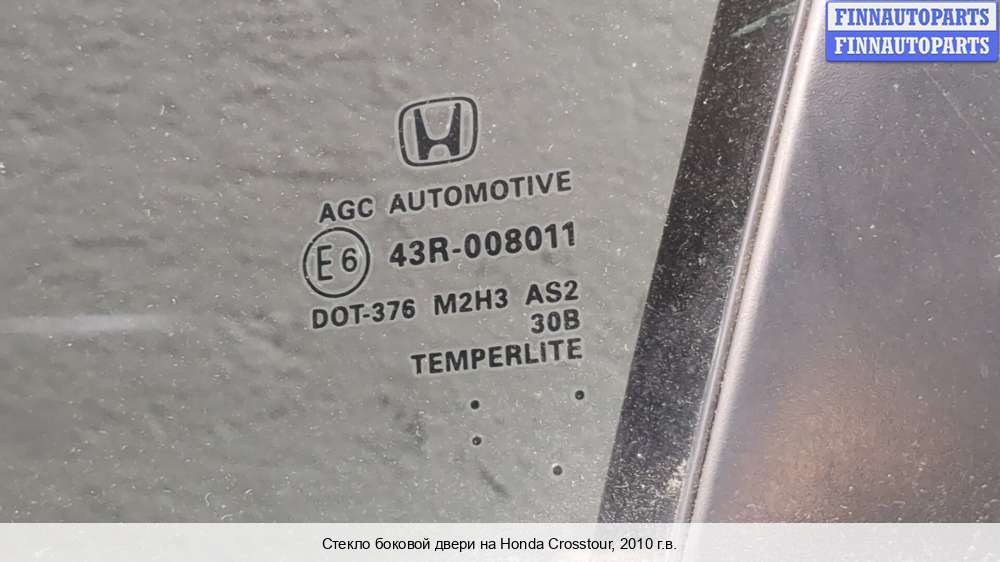 FINNAUTOPARTS
FINNAUTOPARTS
AGC AUTOMOTIVE
E6 43R-008011
DOT-376 M2H3 AS2
30B
TEMPERLITE
Стекло боковой двери на Honda Crosstour, 2010 г.в.